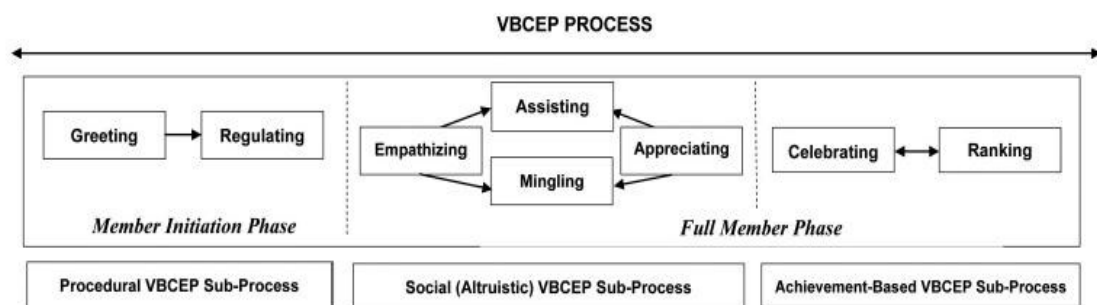 VBCEP PROCESS
Greeting
Regulating
Empathizing
Assisting
Mingling
Appreciating
Celebrating
Ranking
Member Initiation Phase
Full Member Phase
Procedural VBCEP Sub-Process
Social (Altruistic) VBCEP Sub-Process
Achievement-Based VBCEP Sub-Process